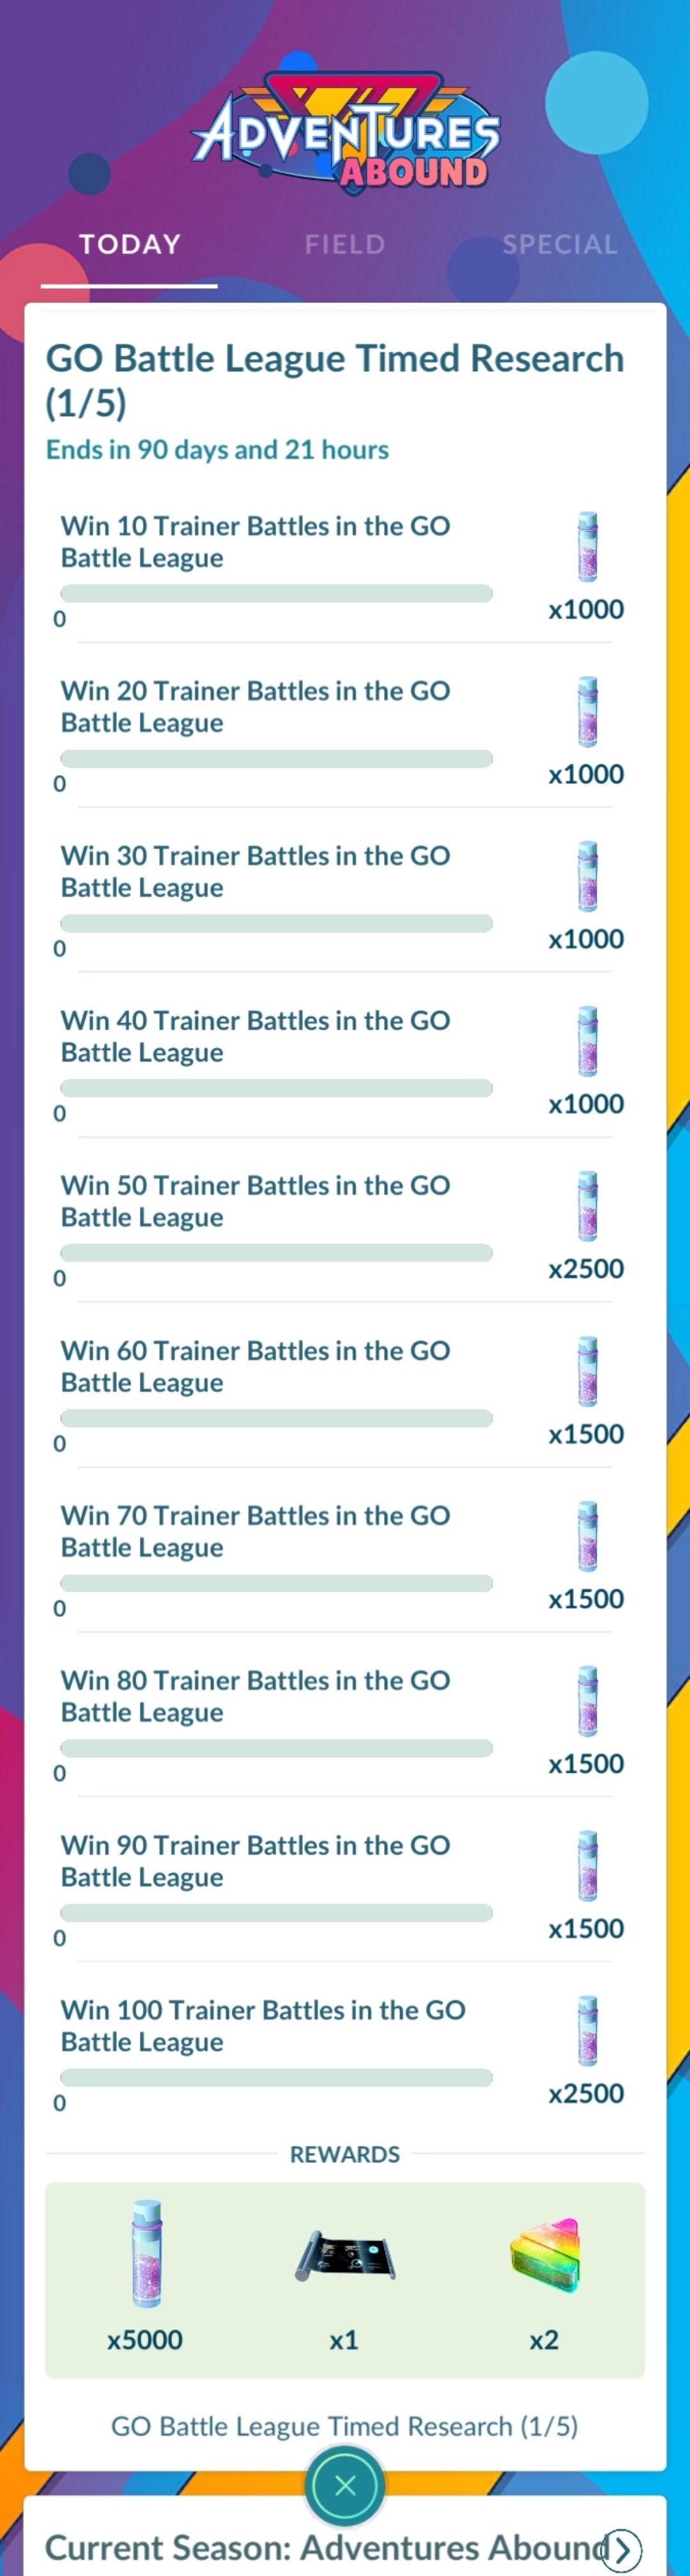 ADVENTURES
ABOUND
TODAY FIELD SPECIAL
GO Battle League Timed Research
(1/5)
Ends in 90 days and 21 hours
Win 10 Trainer Battles in the GO
Battle League
x1000
0
Win 20 Trainer Battles in the GO
Battle League
x1000
0
Win 30 Trainer Battles in the GO
Battle League
x1000
0
Win 40 Trainer Battles in the GO
Battle League
x1000
0
Win 50 Trainer Battles in the GO
Battle League
x2500
0
Win 60 Trainer Battles in the GO
Battle League
x1500
0
Win 70 Trainer Battles in the GO
Battle League
x1500
0
Win 80 Trainer Battles in the GO
Battle League
x1500
0
Win 90 Trainer Battles in the GO
Battle League
x1500
0
Win 100 Trainer Battles in the GO
Battle League
x2500
0
REWARDS
x5000 x1 x2
GO Battle League Timed Research (1/5)
Current Season: Adventures Abound